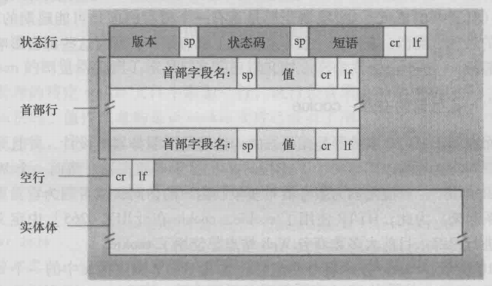 状态行 版本 sp 状态码 sp 短语 cr lf
首部字段名: sp 值 cr lf
首部行
首部字段名: sp 值 cr lf
空行 cr lf
实体体